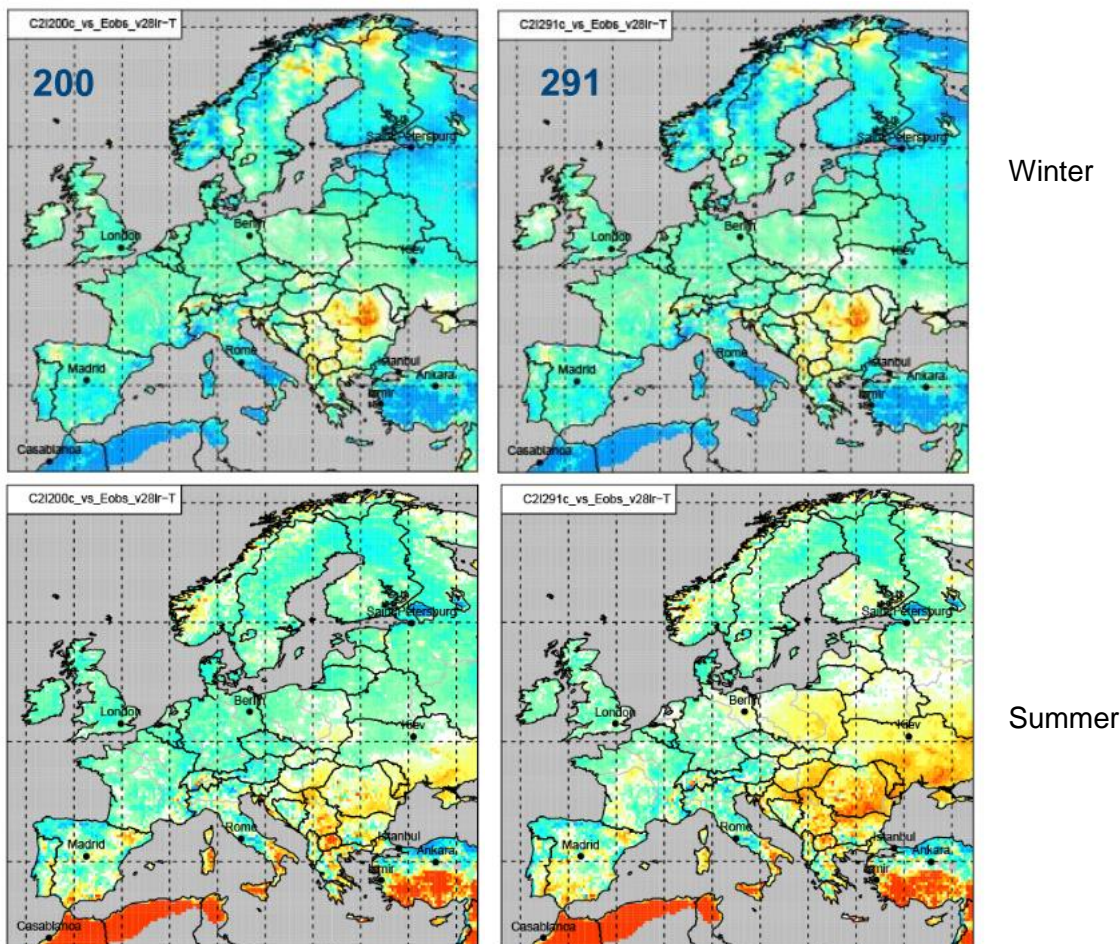 C2I200c_vs_Eobs_v28lr-T
C2I291c_vs_Eobs_v28lr-T
200
291
Winter
Saint-Petersburg
Saint-Petersburg
Berlin
Berlin
London
London
Kiev
Kiev
Rome
Rome
Madrid
Madrid
Istanbul
Istanbul
Ankara
Ankara
Izmir
Izmir
Casablanca
Casablanca
C2I200c_vs_Eobs_v28lr-T
C2I291c_vs_Eobs_v28lr-T
Saint-Petersburg
Saint-Petersburg
Summer
Berlin
Berlin
London
London
Kiev
Kiev
Rome
Rome
Madrid
Madrid
Istanbul
Istanbul
Ankara
Ankara
Izmir
Izmir
Casablanca
Casablanca